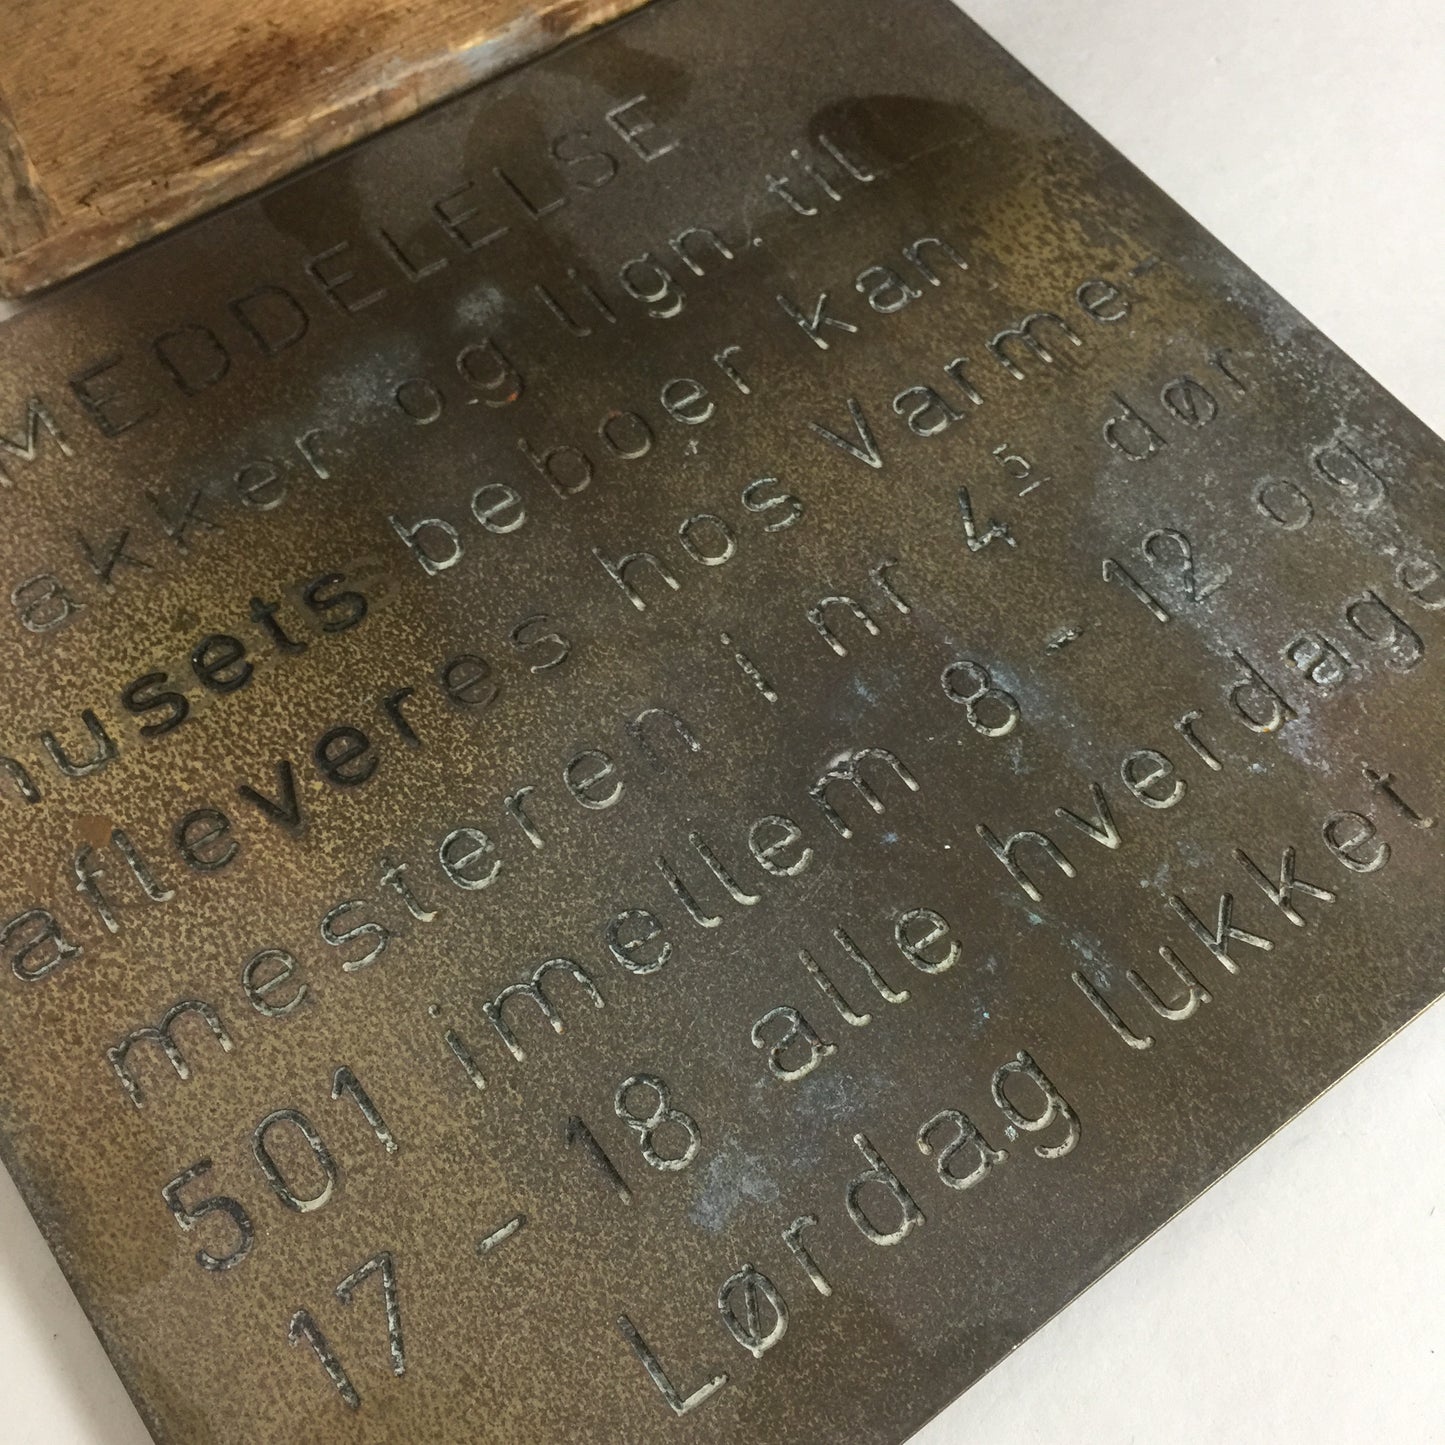 MEDDELELSE
akker og lign. til
husets beboer kan
afleveres hos Varme-
mesteren i nr 4⁵ dør
501 imellem 8 - 12 og
17 - 18 alle hverdage
Lørdag lukket